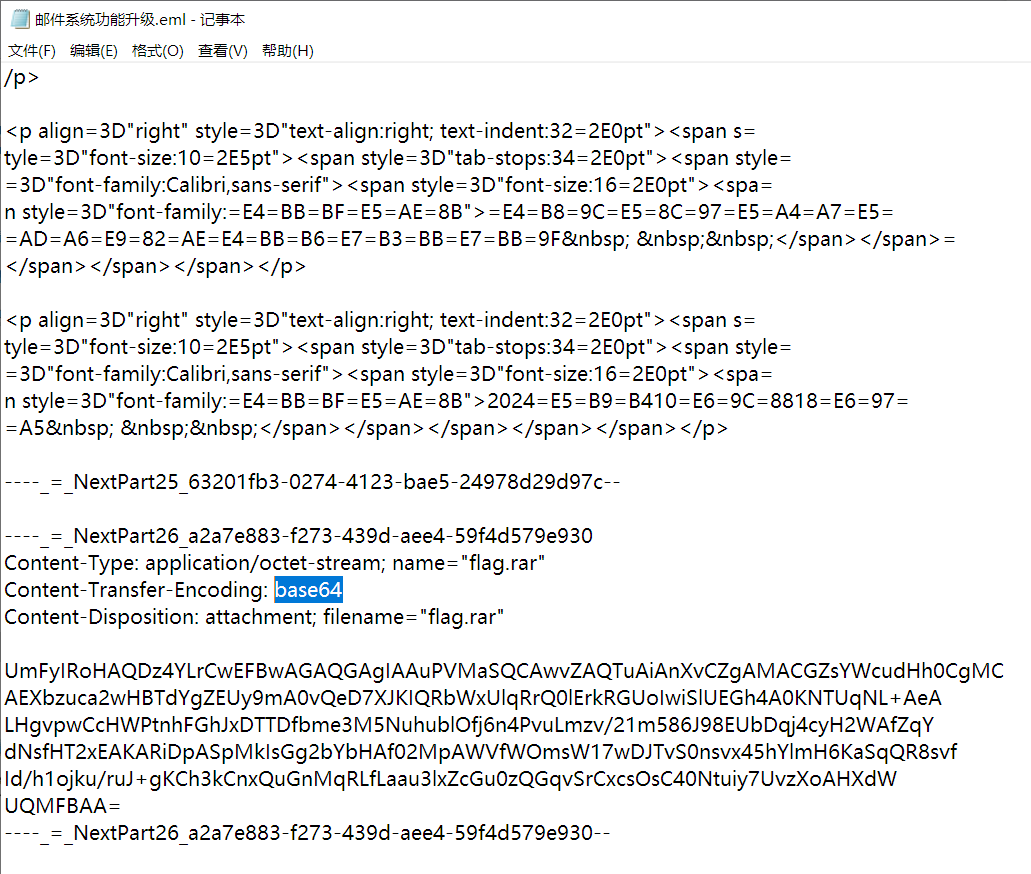 邮件系统功能升级.eml - 记事本
文件(F) 编辑(E) 格式(O) 查看(V) 帮助(H)
/p>
<p align=3D"right" style=3D"text-align:right; text-indent:32=2E0pt"><span s=
tyle=3D"font-size:10=2E5pt"><span style=3D"tab-stops:34=2E0pt"><span style=
=3D"font-family:Calibri,sans-serif"><span style=3D"font-size:16=2E0pt"><spa=
n style=3D"font-family:=E4=BB=BF=E5=AE=8B">=E4=B8=9C=E5=8C=97=E5=A4=A7=E5=
=AD=A6=E9=82=AE=E4=BB=B6=E7=B3=BB=E7=BB=9F&nbsp; &nbsp;&nbsp;</span></span>=
</span></span></span></p>
<p align=3D"right" style=3D"text-align:right; text-indent:32=2E0pt"><span s=
tyle=3D"font-size:10=2E5pt"><span style=3D"tab-stops:34=2E0pt"><span style=
=3D"font-family:Calibri,sans-serif"><span style=3D"font-size:16=2E0pt"><spa=
n style=3D"font-family:=E4=BB=BF=E5=AE=8B">2024=E5=B9=B410=E6=9C=8818=E6=97=
=A5&nbsp; &nbsp;&nbsp;</span></span></span></span></span></p>
----_=_NextPart25_63201fb3-0274-4123-bae5-24978d29d97c--
----_=_NextPart26_a2a7e883-f273-439d-aee4-59f4d579e930
Content-Type: application/octet-stream; name="flag.rar"
Content-Transfer-Encoding: base64
Content-Disposition: attachment; filename="flag.rar"
UmFyIRoHAQDz4YLrCwEFBwAGAQGAgIAAuPVMaSQCAwvZAQTuAiAnXvCZgAMACGZsYWcudHh0CgMC
AEXbzuca2wHBTdYgZEUy9mA0vQeD7XJKIQRbWxUlqRrQ0lErkRGUoIwiSlUEGh4A0KNTUqNL+AeA
LHgvpwCcHWPtnhFGhJxDTTDfbme3M5NuhublOfj6n4PvuLmzv/21m586J98EUbDqj4cyH2WAfZqY
dNsfHT2xEAKARiDpASpMkIsGg2bYbHAf02MpAWVfWOmsW17wDJTvS0nsvx45hYlmH6KaSqQR8svf
ld/h1ojku/ruJ+gKCh3kCnxQuGnMqRLfLaau3lxZcGu0zQGqvSrCxcsOsC40Ntuiy7UvzXoAHXdW
UQMFBAA=
----_=_NextPart26_a2a7e883-f273-439d-aee4-59f4d579e930--